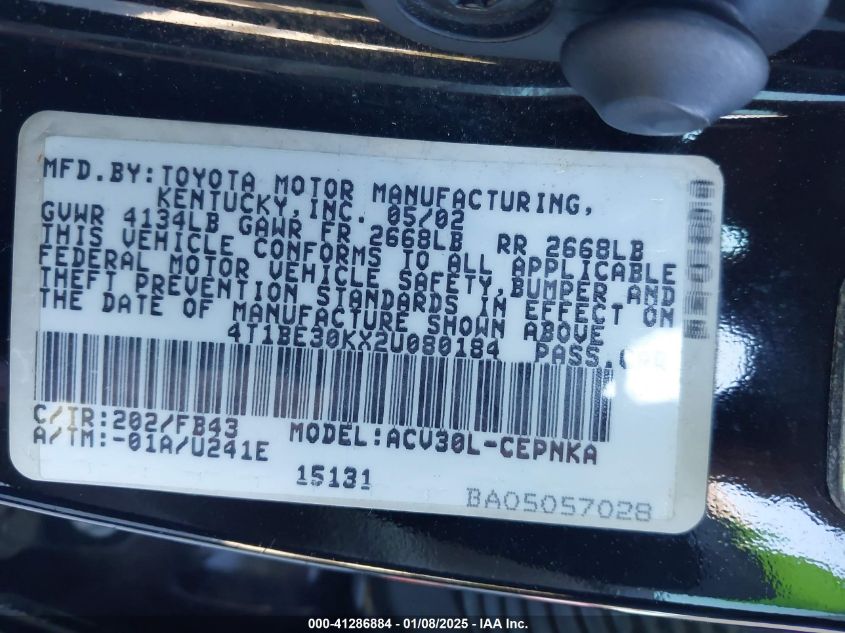 MFD.BY:TOYOTA MOTOR MANUFACTURING,
KENTUCKY,INC. 05/02
GVWR 4134LB GAWR FR 2668LB RR 2668LB
THIS VEHICLE CONFORMS TO ALL APPLICABLE
FEDERAL MOTOR VEHICLE SAFETY,BUMPER AND
THEFT PREVENTION STANDARDS IN EFFECT ON
THE DATE OF MANUFACTURE SHOWN ABOVE
4T1BE30KX2U080184 PASS.
C/TR:202/FB43 MODEL:ACV30L-CEPNKA
A/TM:-01A/U241E
15131
BA05057028
000-41286884 - 01/08/2025 - IAA Inc.